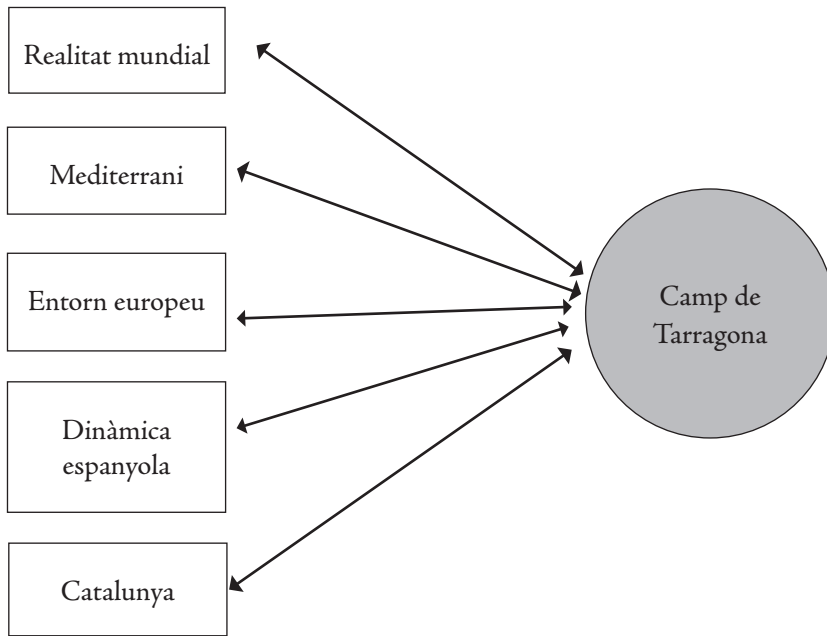 Realitat mundial
Mediterrani
Entorn europeu
Dinàmica
espanyola
Catalunya
Camp de
Tarragona